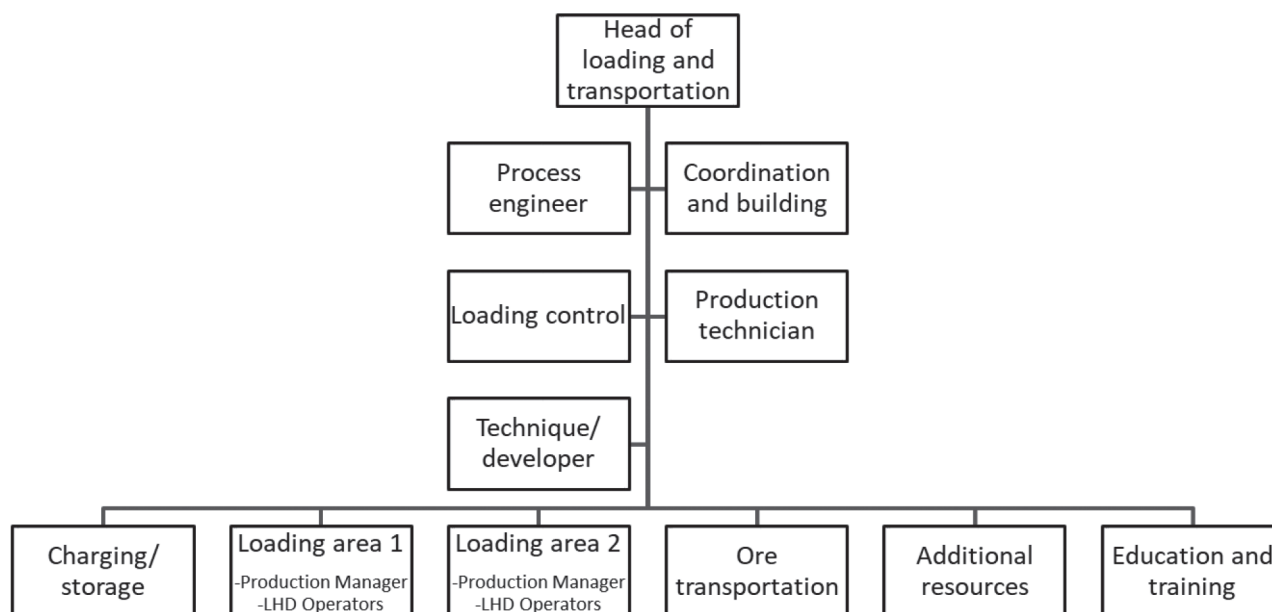 Head of
loading and
transportation
Process
engineer
Coordination
and building
Loading control
Production
technician
Technique/
developer
Charging/
storage
Loading area 1
-Production Manager
-LHD Operators
Loading area 2
-Production Manager
-LHD Operators
Ore
transportation
Additional
resources
Education and
training